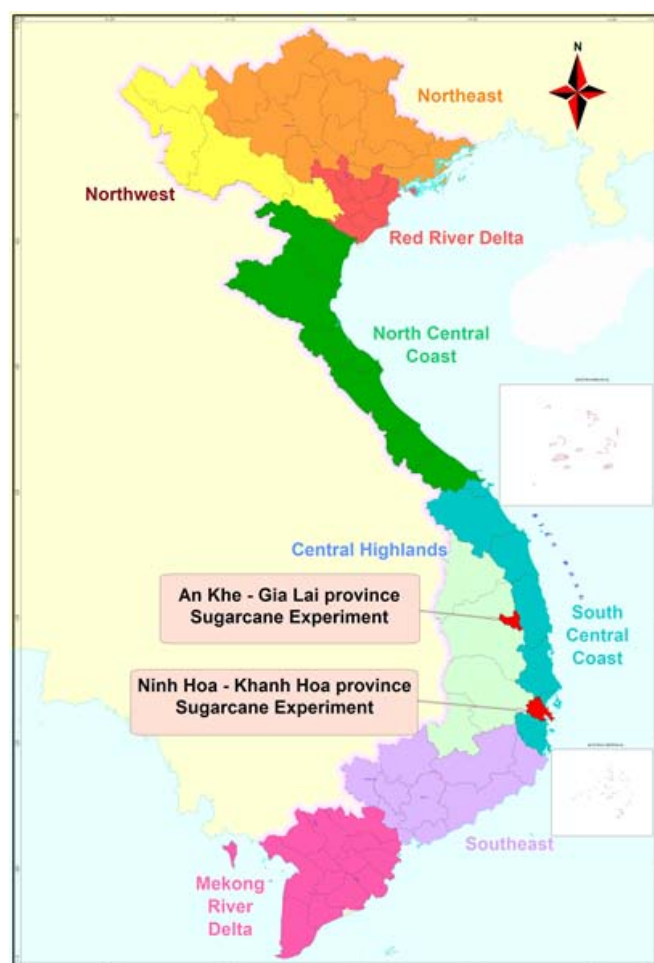 N
Northeast
Northwest
Red River Delta
North Central
Coast
Central Highlands
An Khe - Gia Lai province
Sugarcane Experiment
South
Central
Coast
Ninh Hoa - Khanh Hoa province
Sugarcane Experiment
Southeast
Mekong
River
Delta